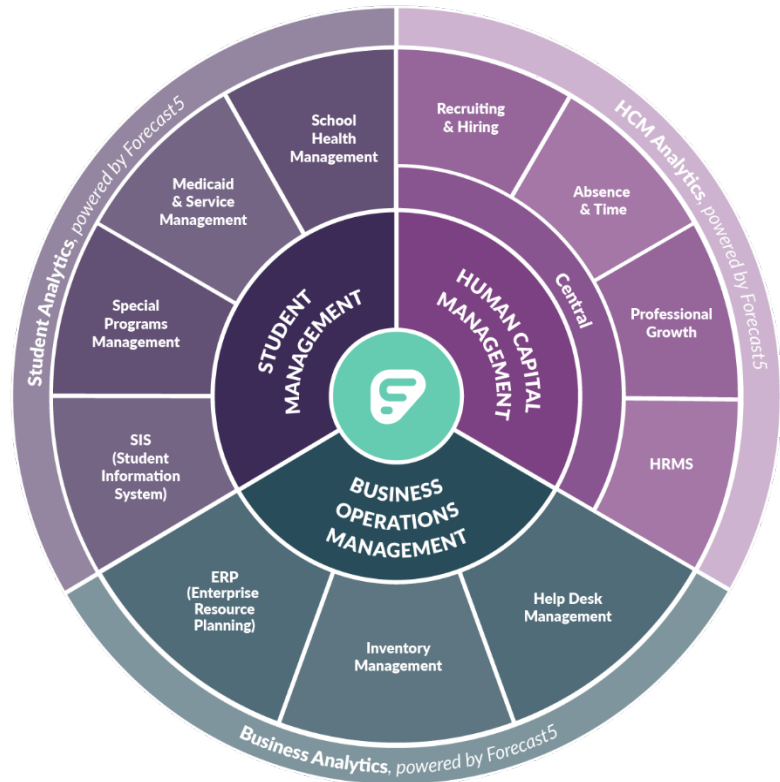 Student Analytics, powered by Forecast5
School
Health
Management
Medicaid
& Service
Management
Special
Programs
Management
SIS
(Student
Information
System)
STUDENT
MANAGEMENT
HCM Analytics, powered by Forecast5
Recruiting
& Hiring
Absence
& Time
Professional
Growth
HRMS
Central
HUMAN CAPITAL
MANAGEMENT
BUSINESS
OPERATIONS
MANAGEMENT
ERP
(Enterprise
Resource
Planning)
Inventory
Management
Help Desk
Management
Business Analytics, powered by Forecast5